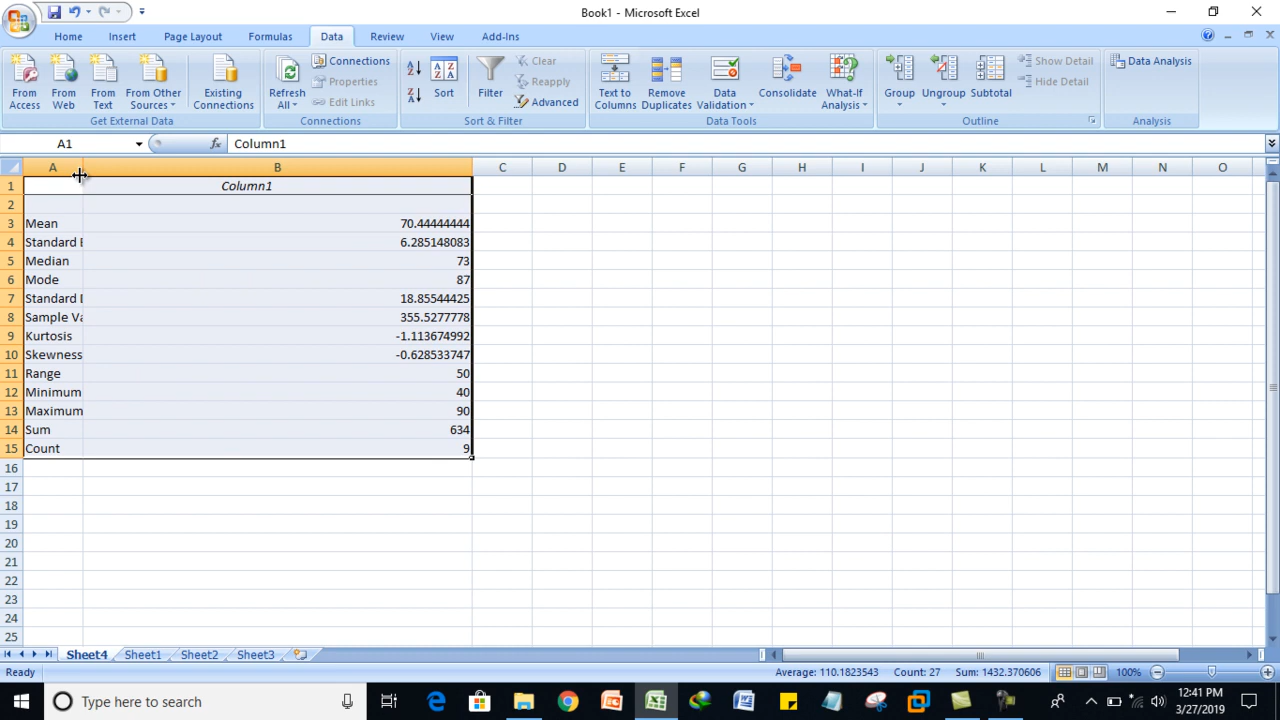 Book1 - Microsoft Excel
Home Insert Page Layout Formulas Data Review View Add-Ins
From Access
From Web
From Text
From Other Sources
Existing Connections
Get External Data
Refresh All
Connections
Properties
Edit Links
Connections
Sort
Filter
Clear
Reapply
Advanced
Sort & Filter
Text to Columns
Remove Duplicates
Data Validation
Consolidate
What-If Analysis
Data Tools
Group
Ungroup
Subtotal
Show Detail
Hide Detail
Outline
Data Analysis
Analysis
A1 fx Column1
A B C D E F G H I J K L M N O
1 Column1
2
3 Mean 70.44444444
4 Standard E 6.285148083
5 Median 73
6 Mode 87
7 Standard D 18.85544425
8 Sample Va 355.5277778
9 Kurtosis -1.113674992
10 Skewness -0.628533747
11 Range 50
12 Minimum 40
13 Maximum 90
14 Sum 634
15 Count 9
16
17
18
19
20
21
22
23
24
25
Sheet4 Sheet1 Sheet2 Sheet3
Ready Average: 110.1823543 Count: 27 Sum: 1432.370606 100%
Type here to search
12:41 PM
3/27/2019